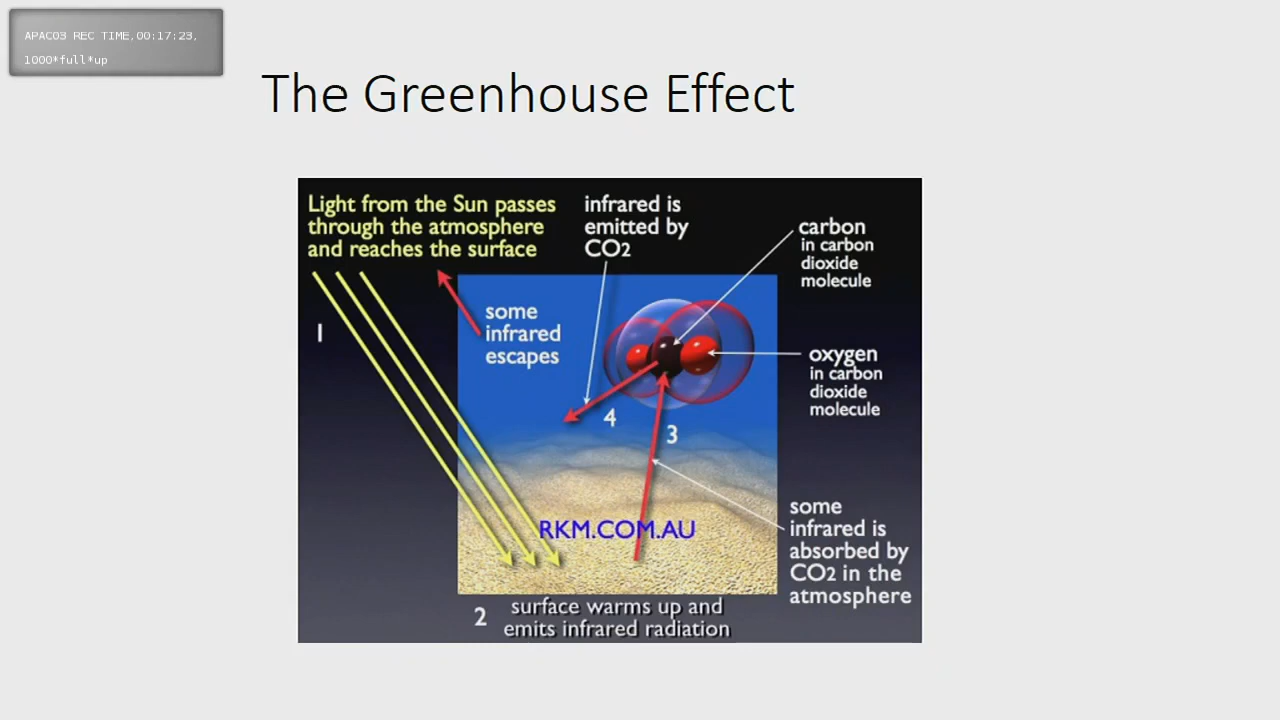 APAC03 REC TIME,00:17:23,
1000*full*up
The Greenhouse Effect
Light from the Sun passes
through the atmosphere
and reaches the surface
infrared is
emitted by
CO2
carbon
in carbon
dioxide
molecule
some
infrared
escapes
1
oxygen
in carbon
dioxide
molecule
4
3
some
infrared is
absorbed by
CO2 in the
atmosphere
RKM.COM.AU
2
surface warms up and
emits infrared radiation